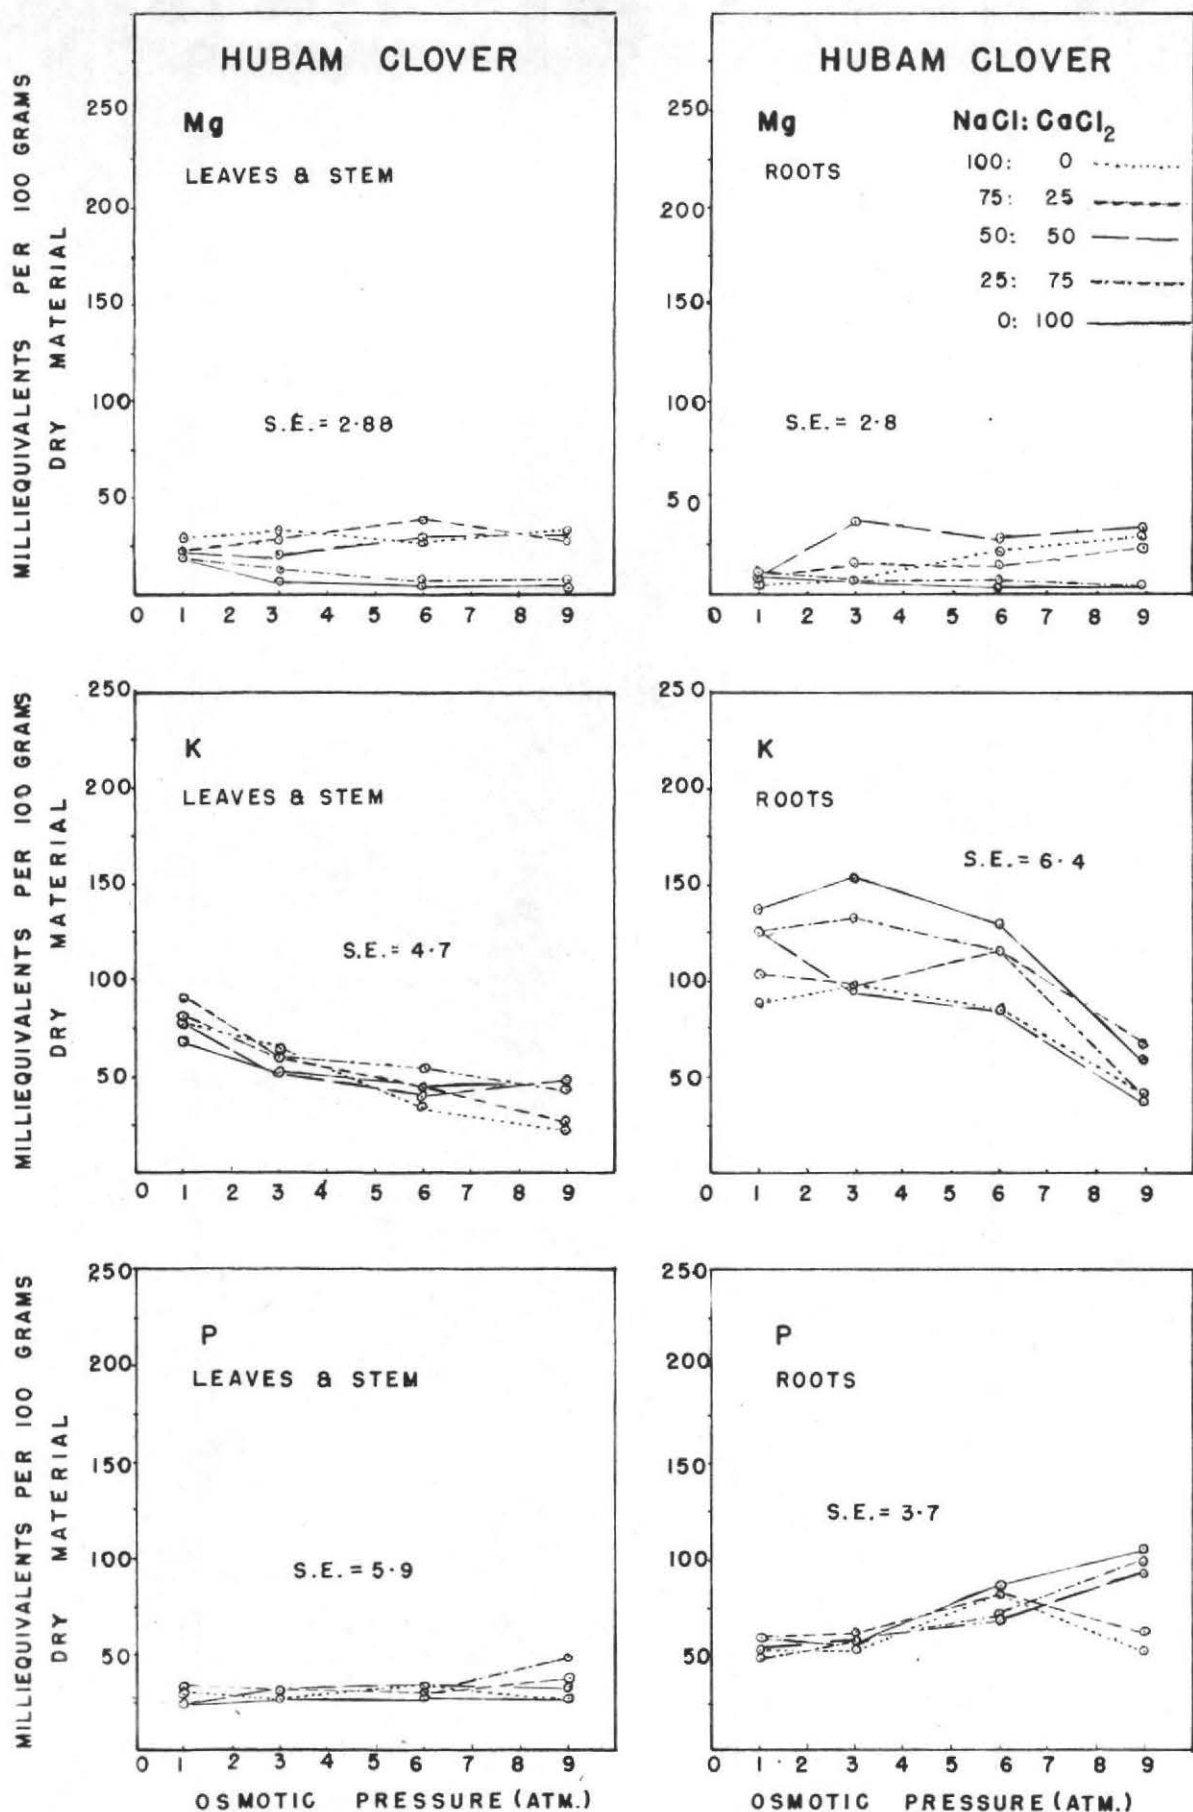 HUBAM CLOVER
Mg
LEAVES & STEM
S.E. = 2.88
250
200
150
100
50
1 2 3 4 5 6 7 8 9
MILLIEQUIVALENTS PER 100 GRAMS
DRY MATERIAL
HUBAM CLOVER
Mg
ROOTS
NaCl: CaCl2
100: 0
75: 25
50: 50
25: 75
0: 100
S.E. = 2.8
250
200
150
100
50
1 3 4 5 6 7 8 9
250
K
LEAVES & STEM
S.E. = 4.7
200
150
100
50
0 1 2 3 4 5 6 7 8 9
MILLIEQUIVALENTS PER 100 GRAMS
DRY MATERIAL
250
K
ROOTS
S.E. = 6.4
200
150
100
50
0 1 2 3 4 5 6 7 8 9
250
P
LEAVES & STEM
S.E. = 5.9
200
150
100
50
0 1 2 3 4 5 6 7 8 9
OSMOTIC PRESSURE (ATM.)
MILLIEQUIVALENTS PER 100 GRAMS
DRY MATERIAL
250
P
ROOTS
S.E. = 3.7
200
150
100
50
0 1 2 3 4 5 6 7 8 9
OSMOTIC PRESSURE (ATM.)